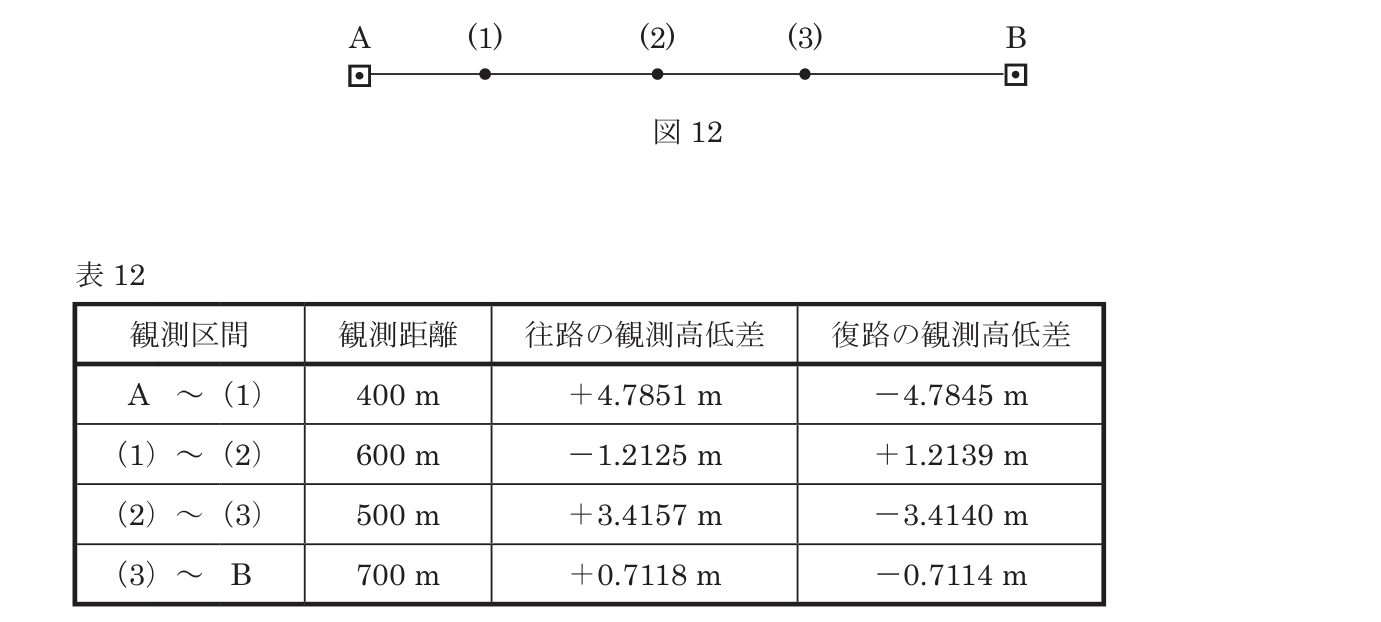 A (1) (2) (3) B
図 12
表 12
観測区間 観測距離 往路の観測高低差 復路の観測高低差
A ～ (1) 400 m +4.7851 m −4.7845 m
(1) ～ (2) 600 m −1.2125 m +1.2139 m
(2) ～ (3) 500 m +3.4157 m −3.4140 m
(3) ～ B 700 m +0.7118 m −0.7114 m